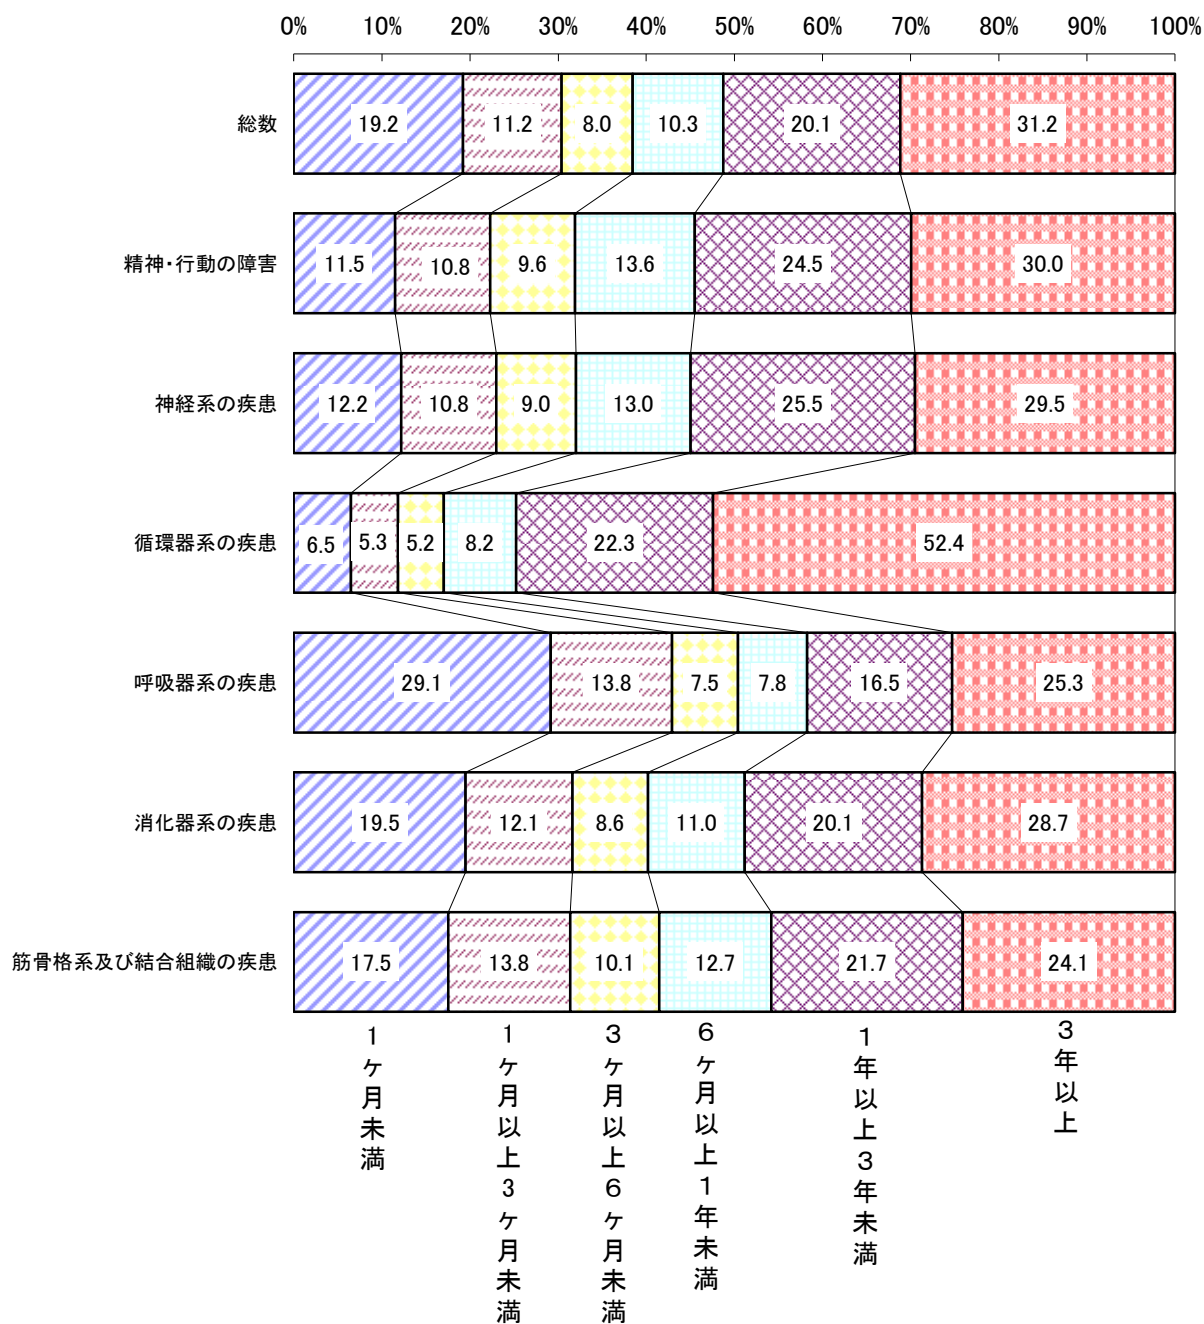 0% 10% 20% 30% 40% 50% 60% 70% 80% 90% 100%
総数 19.2 11.2 8.0 10.3 20.1 31.2
精神・行動の障害 11.5 10.8 9.6 13.6 24.5 30.0
神経系の疾患 12.2 10.8 9.0 13.0 25.5 29.5
循環器系の疾患 6.5 5.3 5.2 8.2 22.3 52.4
呼吸器系の疾患 29.1 13.8 7.5 7.8 16.5 25.3
消化器系の疾患 19.5 12.1 8.6 11.0 20.1 28.7
筋骨格系及び結合組織の疾患 17.5 13.8 10.1 12.7 21.7 24.1
1ヶ月未満
1ヶ月以上3ヶ月未満
3ヶ月以上6ヶ月未満
6ヶ月以上1年未満
1年以上3年未満
3年以上